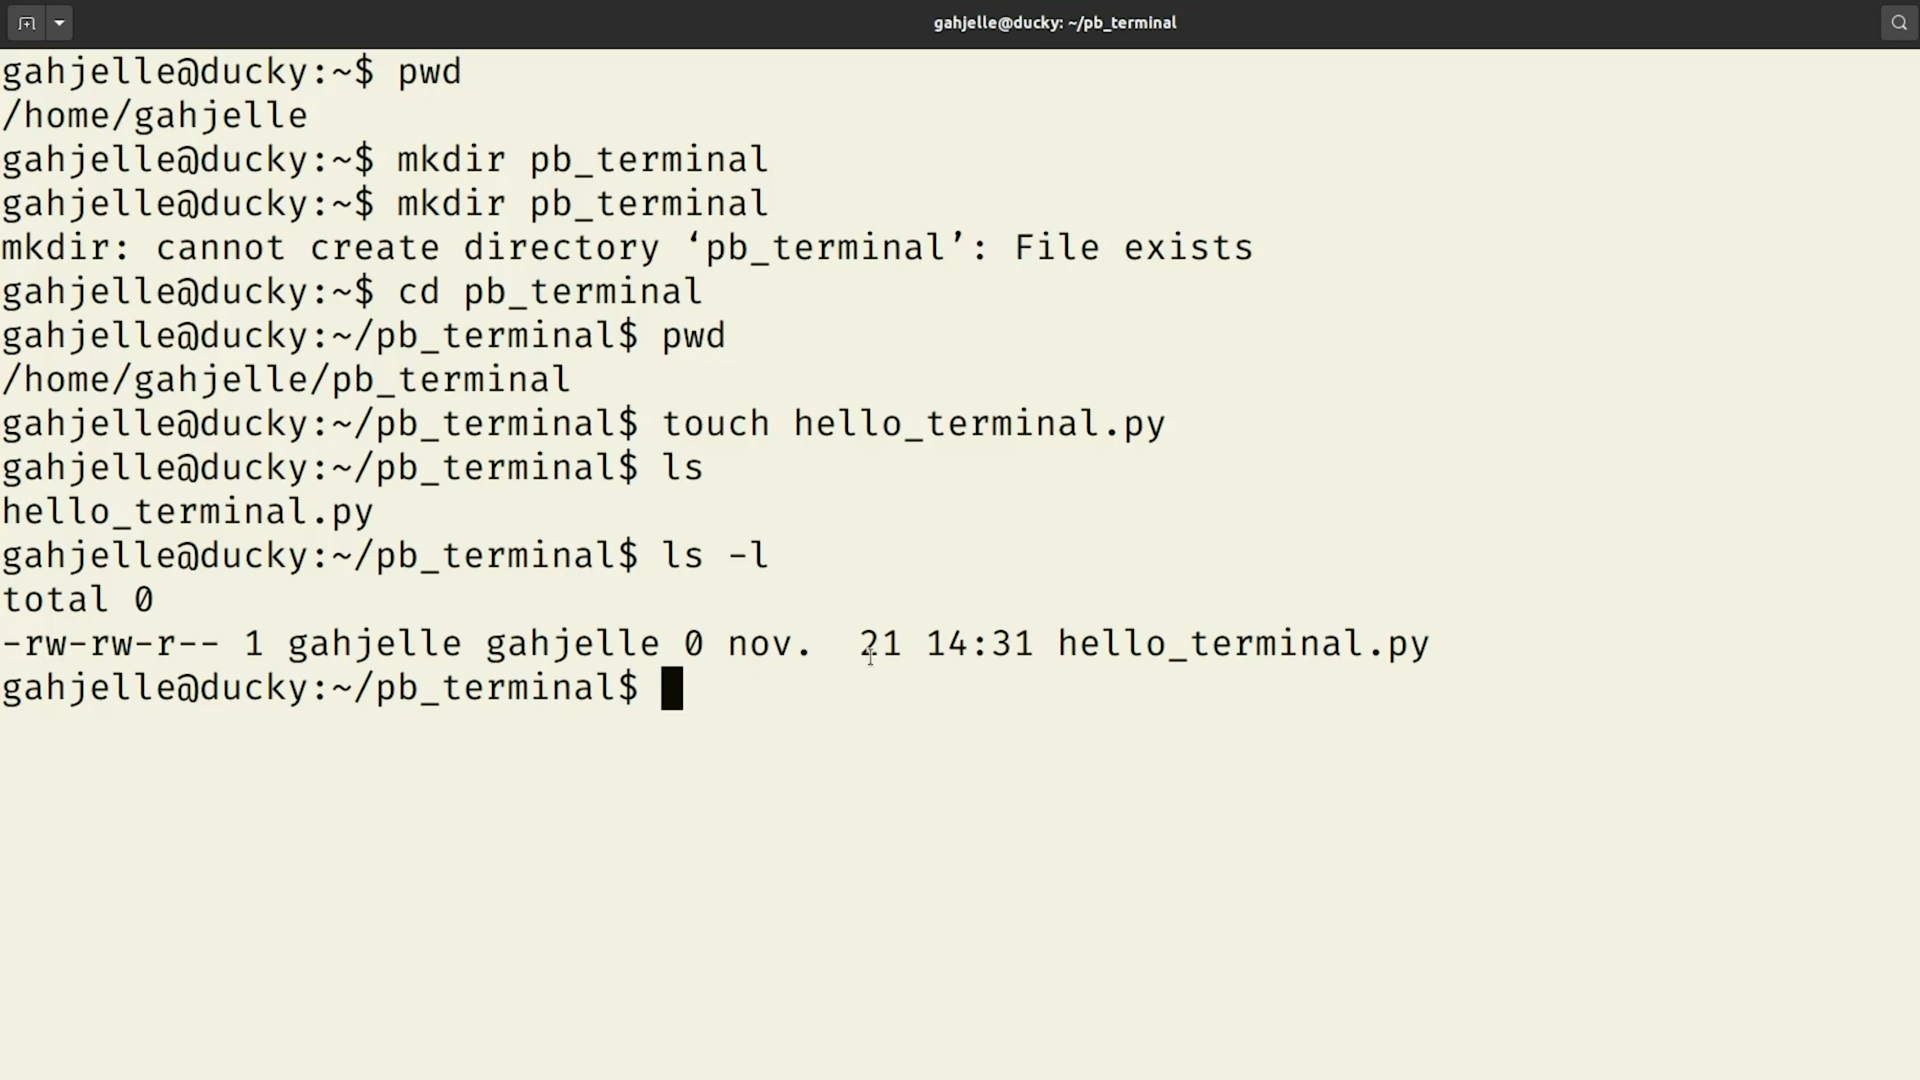 gahjelle@ducky: ~/pb_terminal
gahjelle@ducky:~$ pwd
/home/gahjelle
gahjelle@ducky:~$ mkdir pb_terminal
gahjelle@ducky:~$ mkdir pb_terminal
mkdir: cannot create directory ‘pb_terminal’: File exists
gahjelle@ducky:~$ cd pb_terminal
gahjelle@ducky:~/pb_terminal$ pwd
/home/gahjelle/pb_terminal
gahjelle@ducky:~/pb_terminal$ touch hello_terminal.py
gahjelle@ducky:~/pb_terminal$ ls
hello_terminal.py
gahjelle@ducky:~/pb_terminal$ ls -l
total 0
-rw-rw-r-- 1 gahjelle gahjelle 0 nov.  21 14:31 hello_terminal.py
gahjelle@ducky:~/pb_terminal$